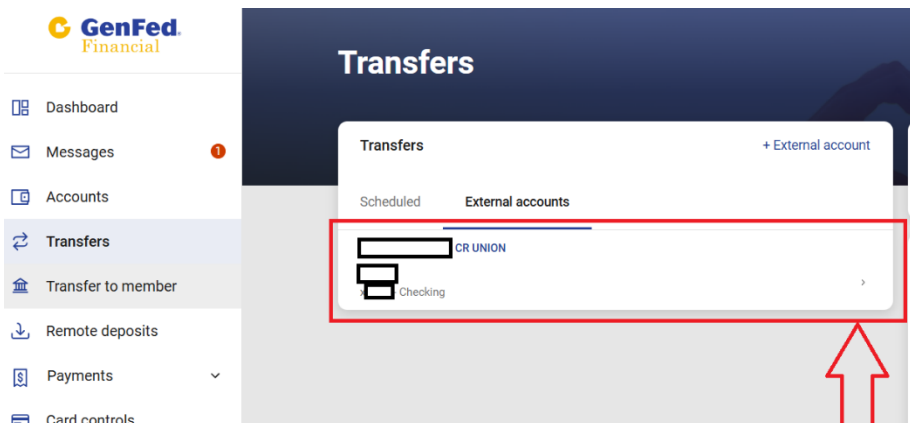 GenFed.
Financial
Dashboard
Messages
1
Accounts
Transfers
Transfer to member
Remote deposits
Payments
Card controls
Transfers
Transfers
+ External account
Scheduled
External accounts
CR UNION
x
Checking